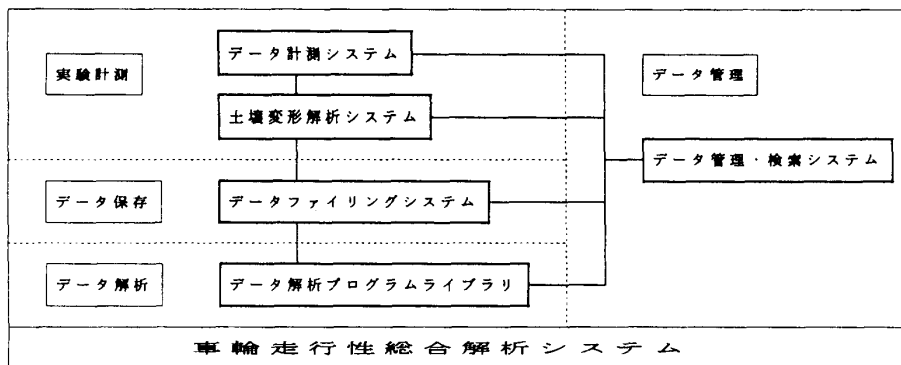 データ計測システム
実験計測
データ管理
土壌変形解析システム
データ管理・検索システム
データ保存
データファイリングシステム
データ解析
データ解析プログラムライブラリ
車輪走行性総合解析システム